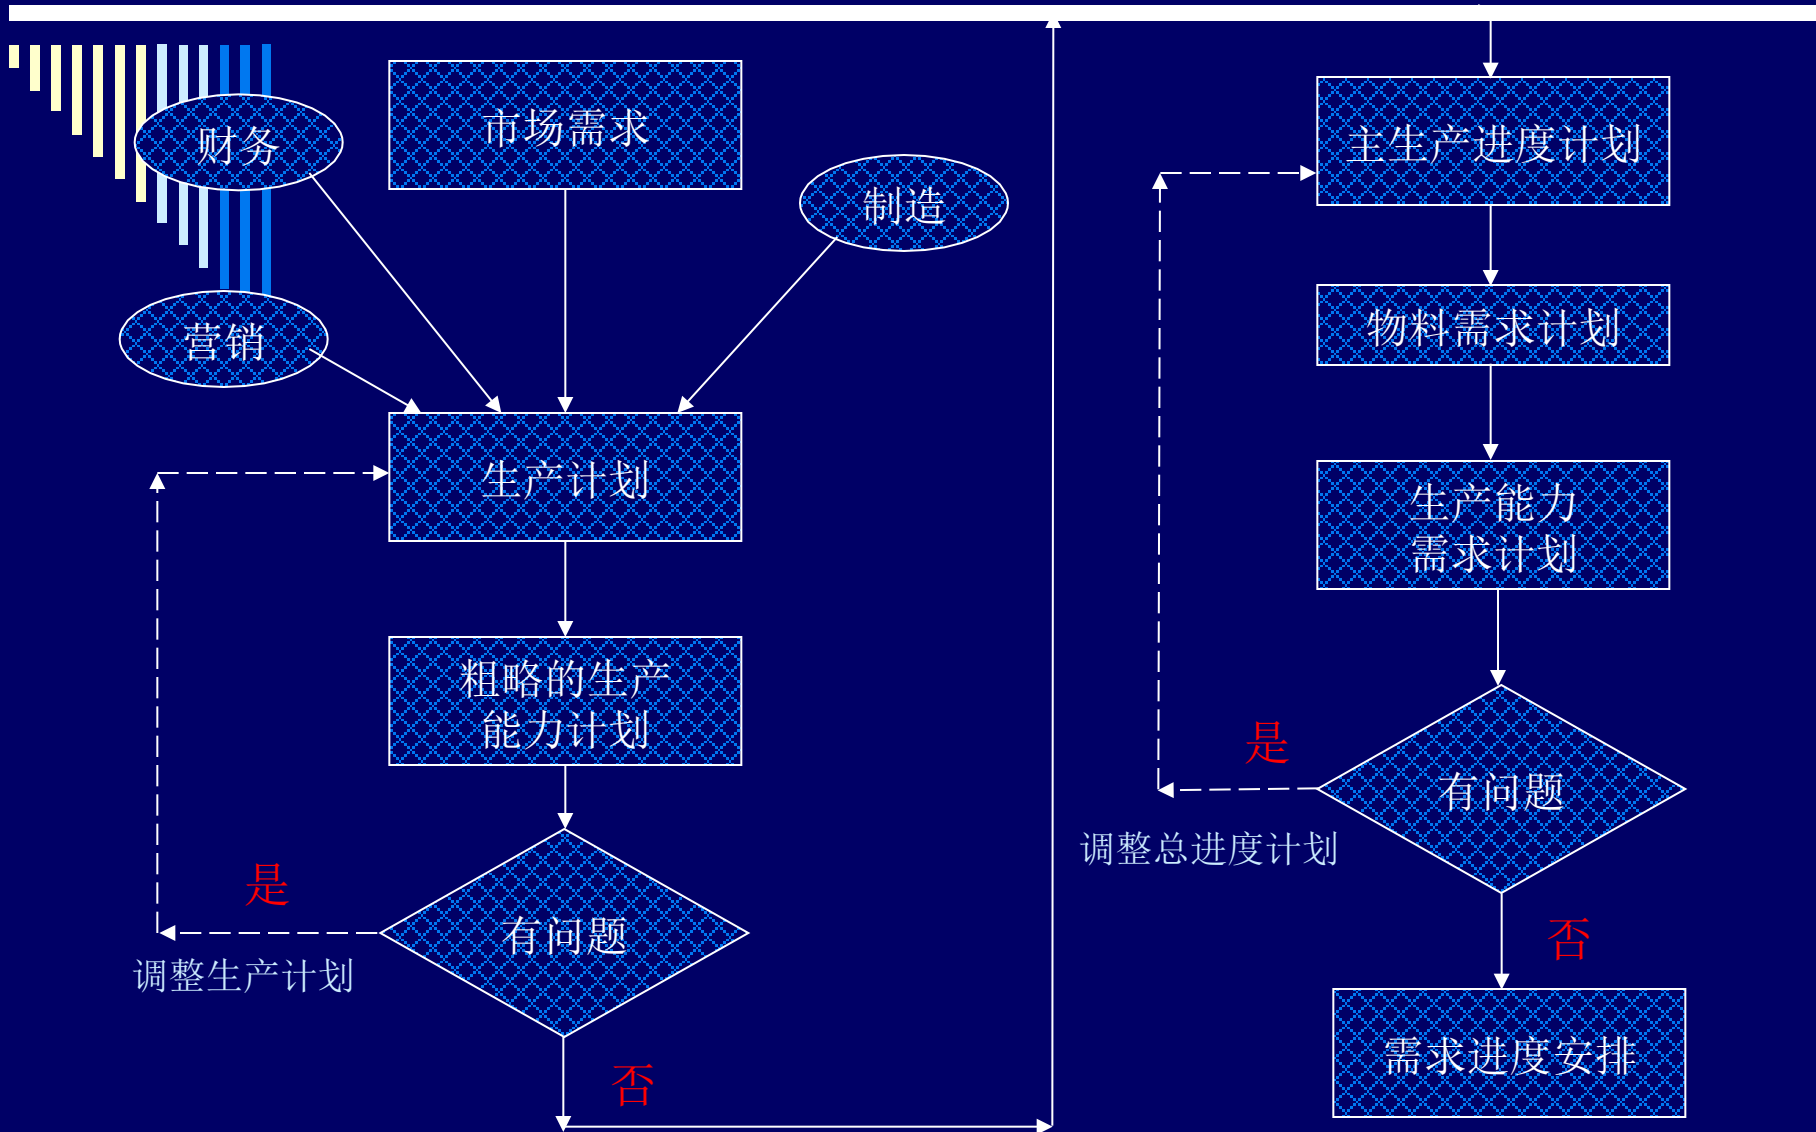 财务
市场需求
制造
营销
生产计划
粗略的生产
能力计划
是
有问题
调整生产计划
否
主生产进度计划
物料需求计划
生产能力
需求计划
是
有问题
调整总进度计划
否
需求进度安排